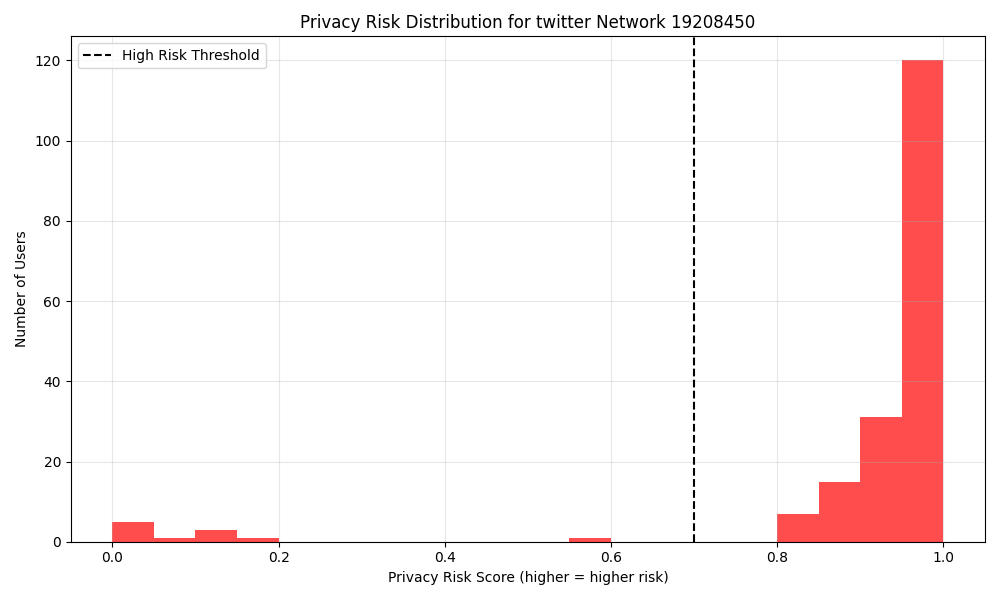 Privacy Risk Distribution for twitter Network 19208450
High Risk Threshold
120
100
80
60
40
20
0
0.0 0.2 0.4 0.6 0.8 1.0
Number of Users
Privacy Risk Score (higher = higher risk)